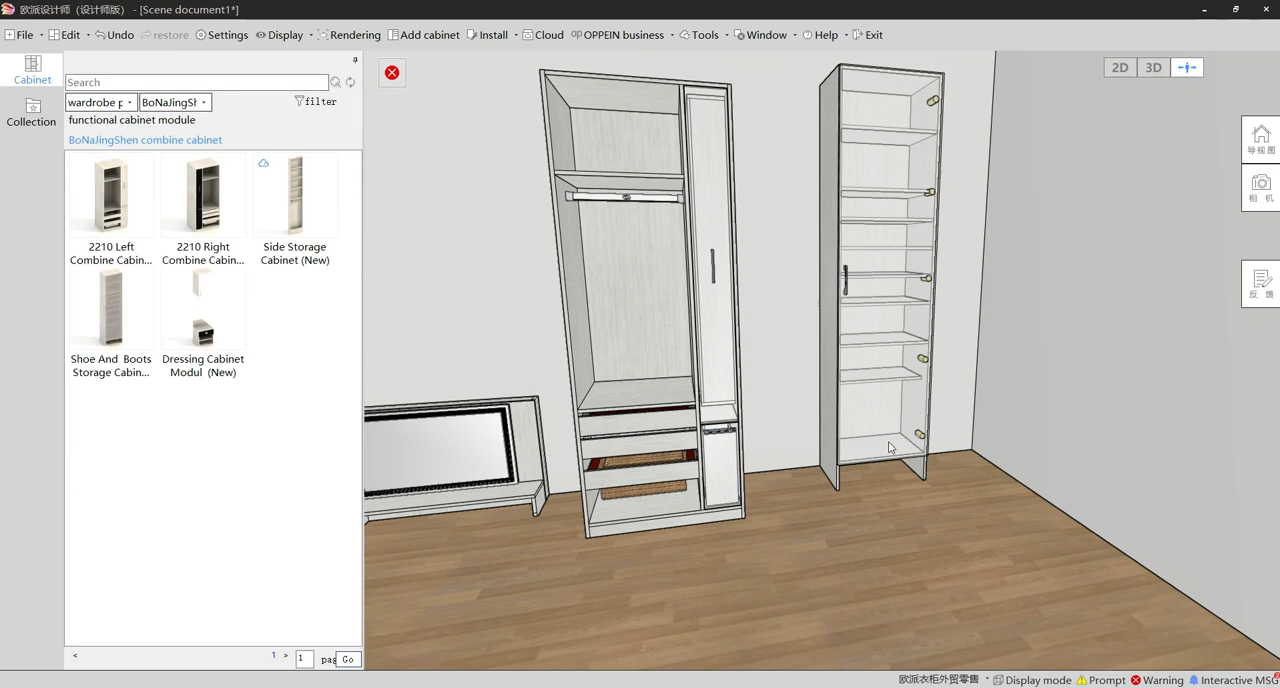 欧派设计师（设计师版） - [Scene document1*]
File Edit Undo restore Settings Display Rendering Add cabinet Install Cloud OPPEIN business Tools Window Help Exit
Cabinet
Collection
Search
wardrobe p BoNaJingSh filter
functional cabinet module
BoNaJingShen combine cabinet
2210 Left Combine Cabin...
2210 Right Combine Cabin...
Side Storage Cabinet (New)
Shoe And Boots Storage Cabin...
Dressing Cabinet Modul (New)
< 1 > 1 pag Go
2D 3D
导视图
相 机
反 馈
欧派衣柜外贸零售 Display mode Prompt Warning Interactive MSG